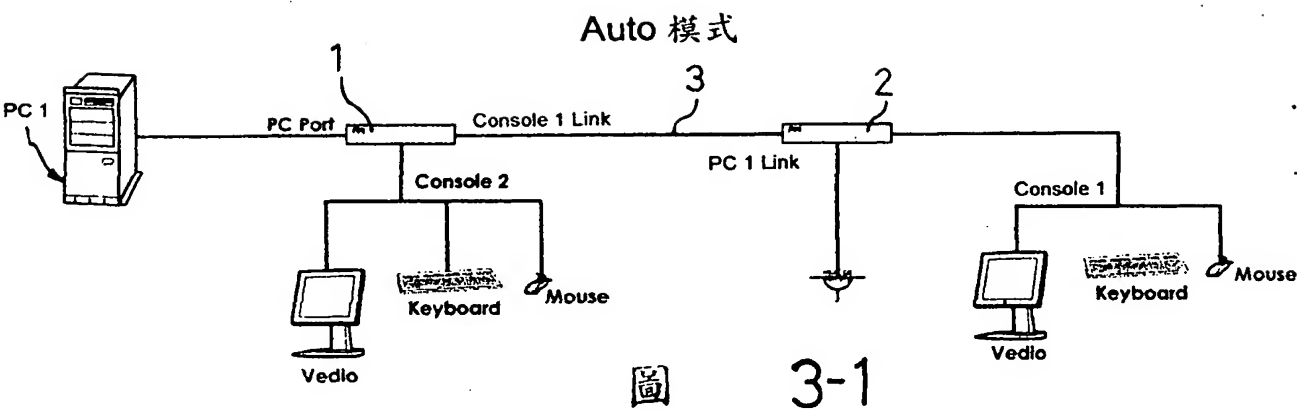 Auto 模式
1
3
2
PC 1
PC Port
Console 1 Link
PC 1 Link
Console 2
Console 1
Keyboard
Mouse
Vedio
Keyboard
Mouse
Vedio
圖 3-1